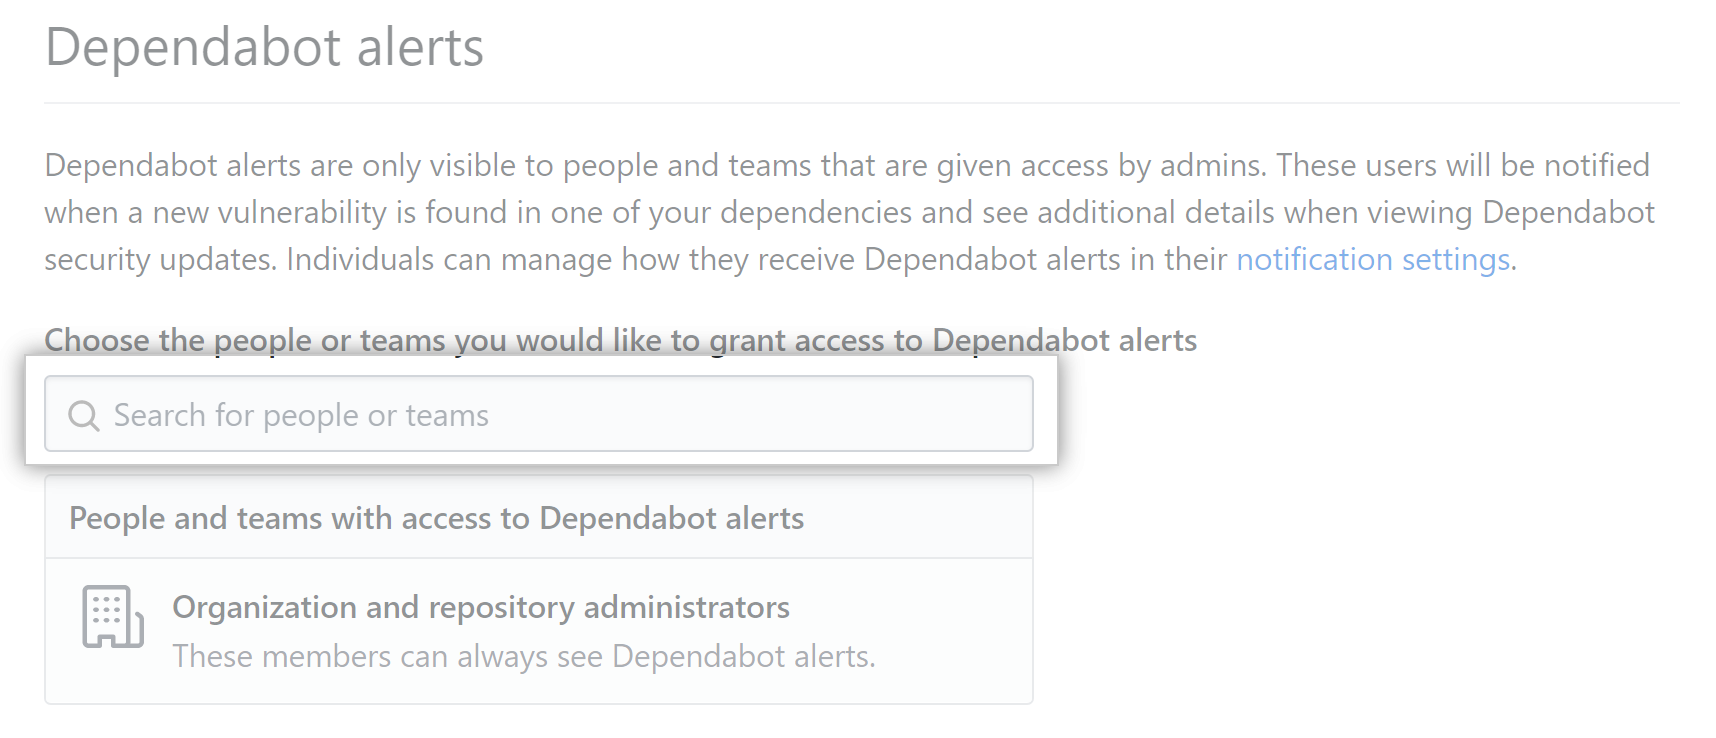 Dependabot alerts
Dependabot alerts are only visible to people and teams that are given access by admins. These users will be notified
when a new vulnerability is found in one of your dependencies and see additional details when viewing Dependabot
security updates. Individuals can manage how they receive Dependabot alerts in their notification settings.
Choose the people or teams you would like to grant access to Dependabot alerts
Search for people or teams
People and teams with access to Dependabot alerts
Organization and repository administrators
These members can always see Dependabot alerts.